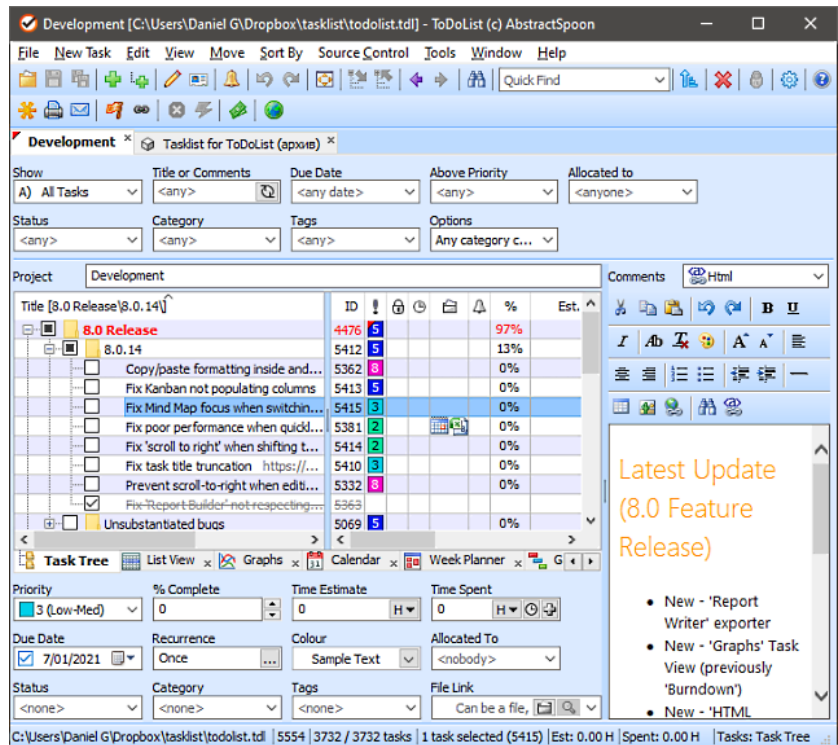 Development [C:\Users\Daniel G\Dropbox\tasklist\todolist.tdl] - ToDoList (c) AbstractSpoon
File New Task Edit View Move Sort By Source Control Tools Window Help
Quick Find
Development Tasklist for ToDoList (архив)
Show Title or Comments Due Date Above Priority Allocated to
A) All Tasks <any> <any date> <any> <anyone>
Status Category Tags Options
<any> <any> <any> Any category c...
Project Development Comments Html
Title [8.0 Release\8.0.14\] ID ! % Est.
8.0 Release 4476 5 97%
8.0.14 5412 5 13%
Copy/paste formatting inside and... 5362 8 0%
Fix Kanban not populating columns 5413 5 0%
Fix Mind Map focus when switchin... 5415 3 0%
Fix poor performance when quickl... 5381 2 0%
Fix 'scroll to right' when shifting t... 5414 2 0%
Fix task title truncation https://... 5410 3 0%
Prevent scroll-to-right when editi... 5332 8 0%
Fix 'Report Builder' not respecting... 5363
Unsubstantiated bugs 5069 5 0%
Task Tree List View Graphs Calendar Week Planner G
Priority % Complete Time Estimate Time Spent
3 (Low-Med) 0 0 H 0 H
Due Date Recurrence Colour Allocated To
7/01/2021 Once ... Sample Text <nobody>
Status Category Tags File Link
<none> <none> <none> Can be a file,
B U
I Ab A A
Latest Update
(8.0 Feature
Release)
New - 'Report
Writer' exporter
New - 'Graphs' Task
View (previously
'Burndown')
New - 'HTML
C:\Users\Daniel G\Dropbox\tasklist\todolist.tdl 5554 3732 / 3732 tasks 1 task selected (5415) Est: 0.00 H Spent: 0.00 H Tasks: Task Tree